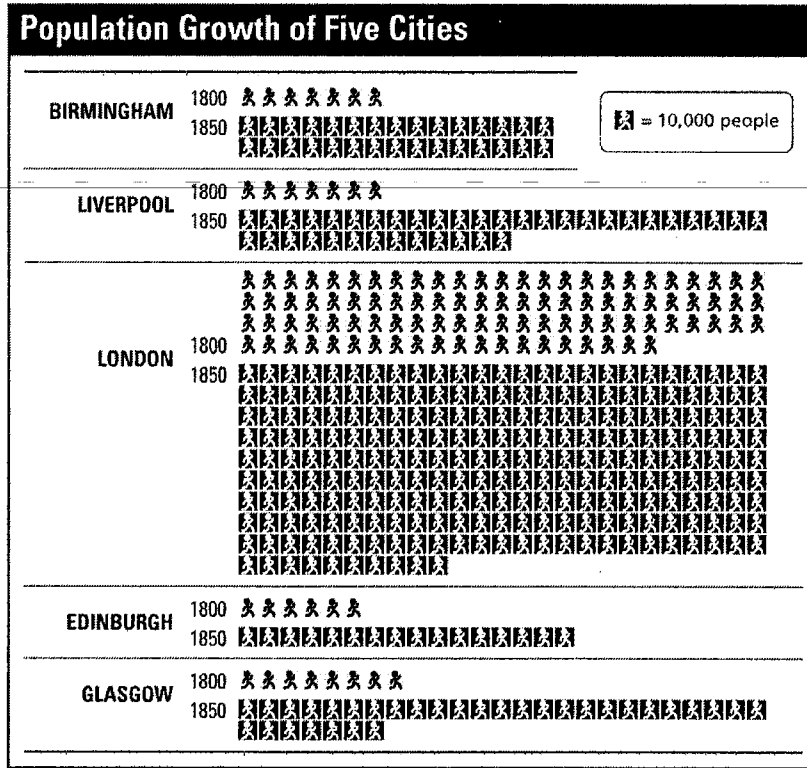 Population Growth of Five Cities
BIRMINGHAM
1800
1850
= 10,000 people
LIVERPOOL
1800
1850
LONDON
1800
1850
EDINBURGH
1800
1850
GLASGOW
1800
1850